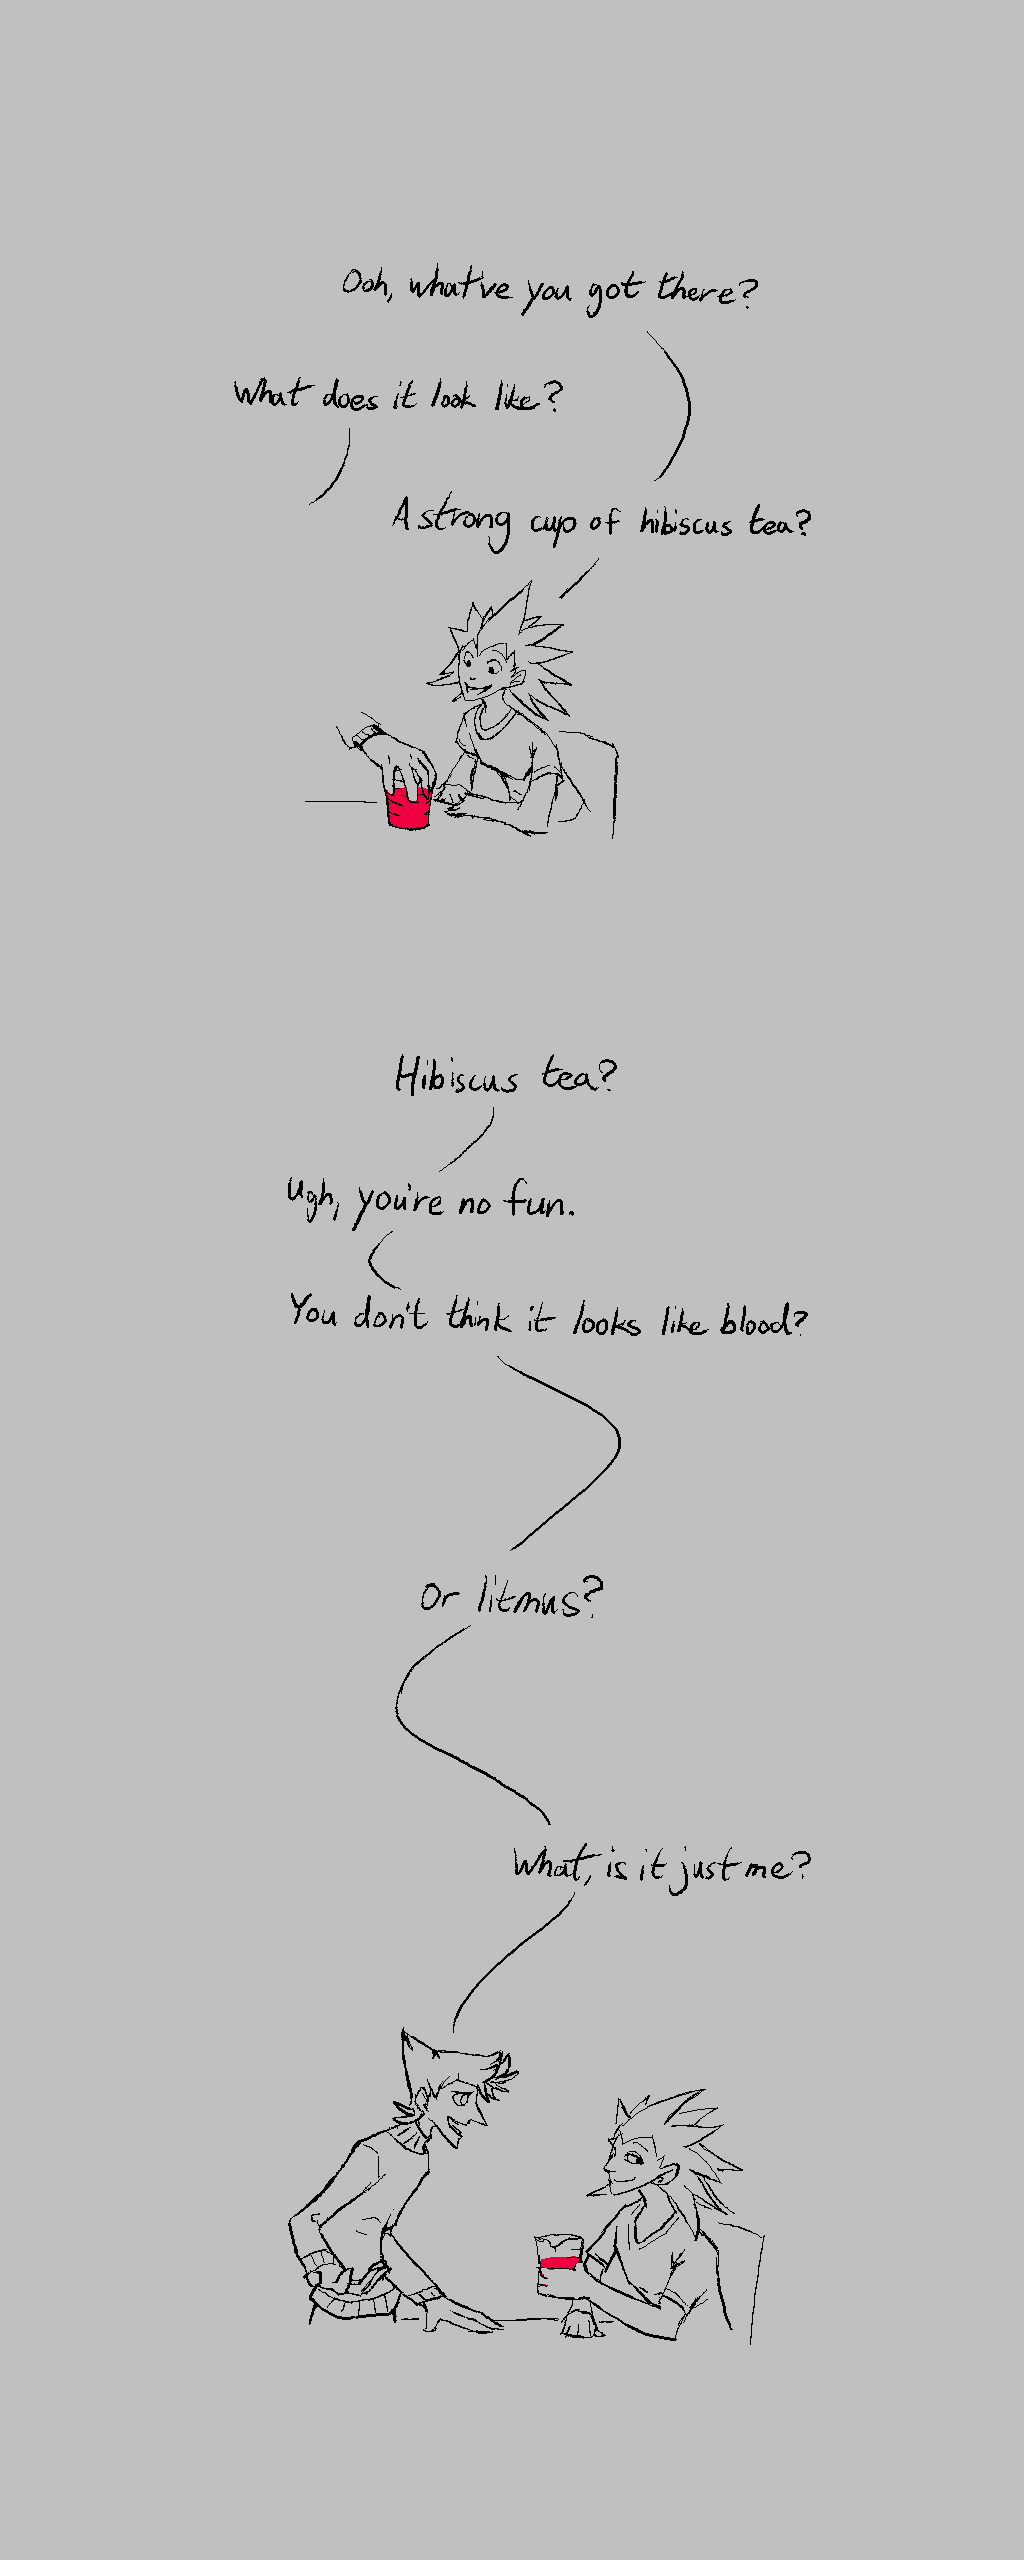 Ooh, what've you got there?
What does it look like?
A strong cup of hibiscus tea?
Hibiscus tea?
Ugh, you're no fun.
You don't think it looks like blood?
Or litmus?
What, is it just me?